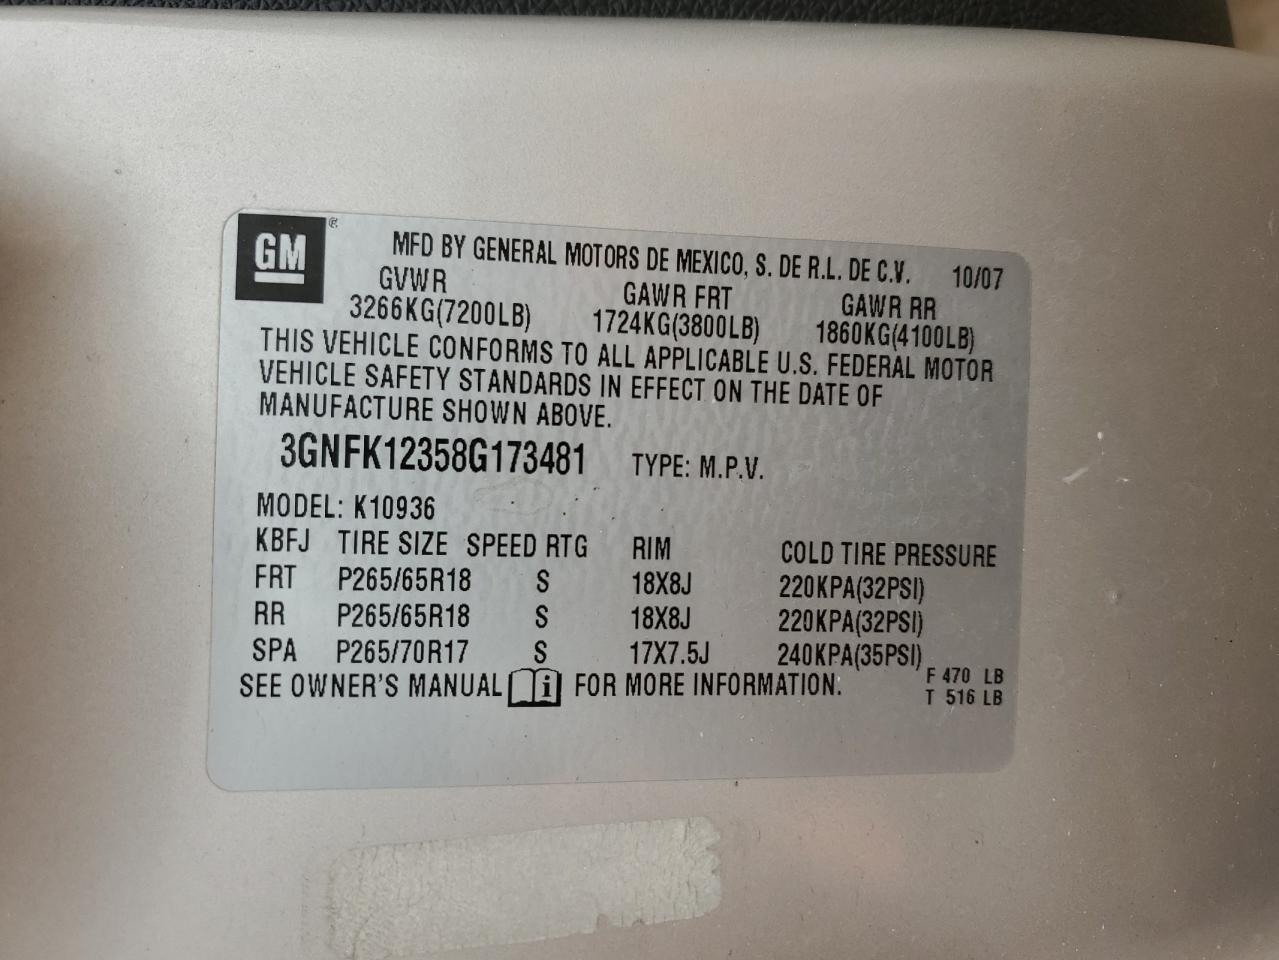 GM®
MFD BY GENERAL MOTORS DE MEXICO, S. DE R.L. DE C.V. 10/07
GVWR GAWR FRT GAWR RR
3266KG(7200LB) 1724KG(3800LB) 1860KG(4100LB)
THIS VEHICLE CONFORMS TO ALL APPLICABLE U.S. FEDERAL MOTOR
VEHICLE SAFETY STANDARDS IN EFFECT ON THE DATE OF
MANUFACTURE SHOWN ABOVE.
3GNFK12358G173481 TYPE: M.P.V.
MODEL: K10936
KBFJ TIRE SIZE SPEED RTG RIM COLD TIRE PRESSURE
FRT P265/65R18 S 18X8J 220KPA(32PSI)
RR P265/65R18 S 18X8J 220KPA(32PSI)
SPA P265/70R17 S 17X7.5J 240KPA(35PSI)
SEE OWNER'S MANUAL i FOR MORE INFORMATION.
F 470 LB
T 516 LB